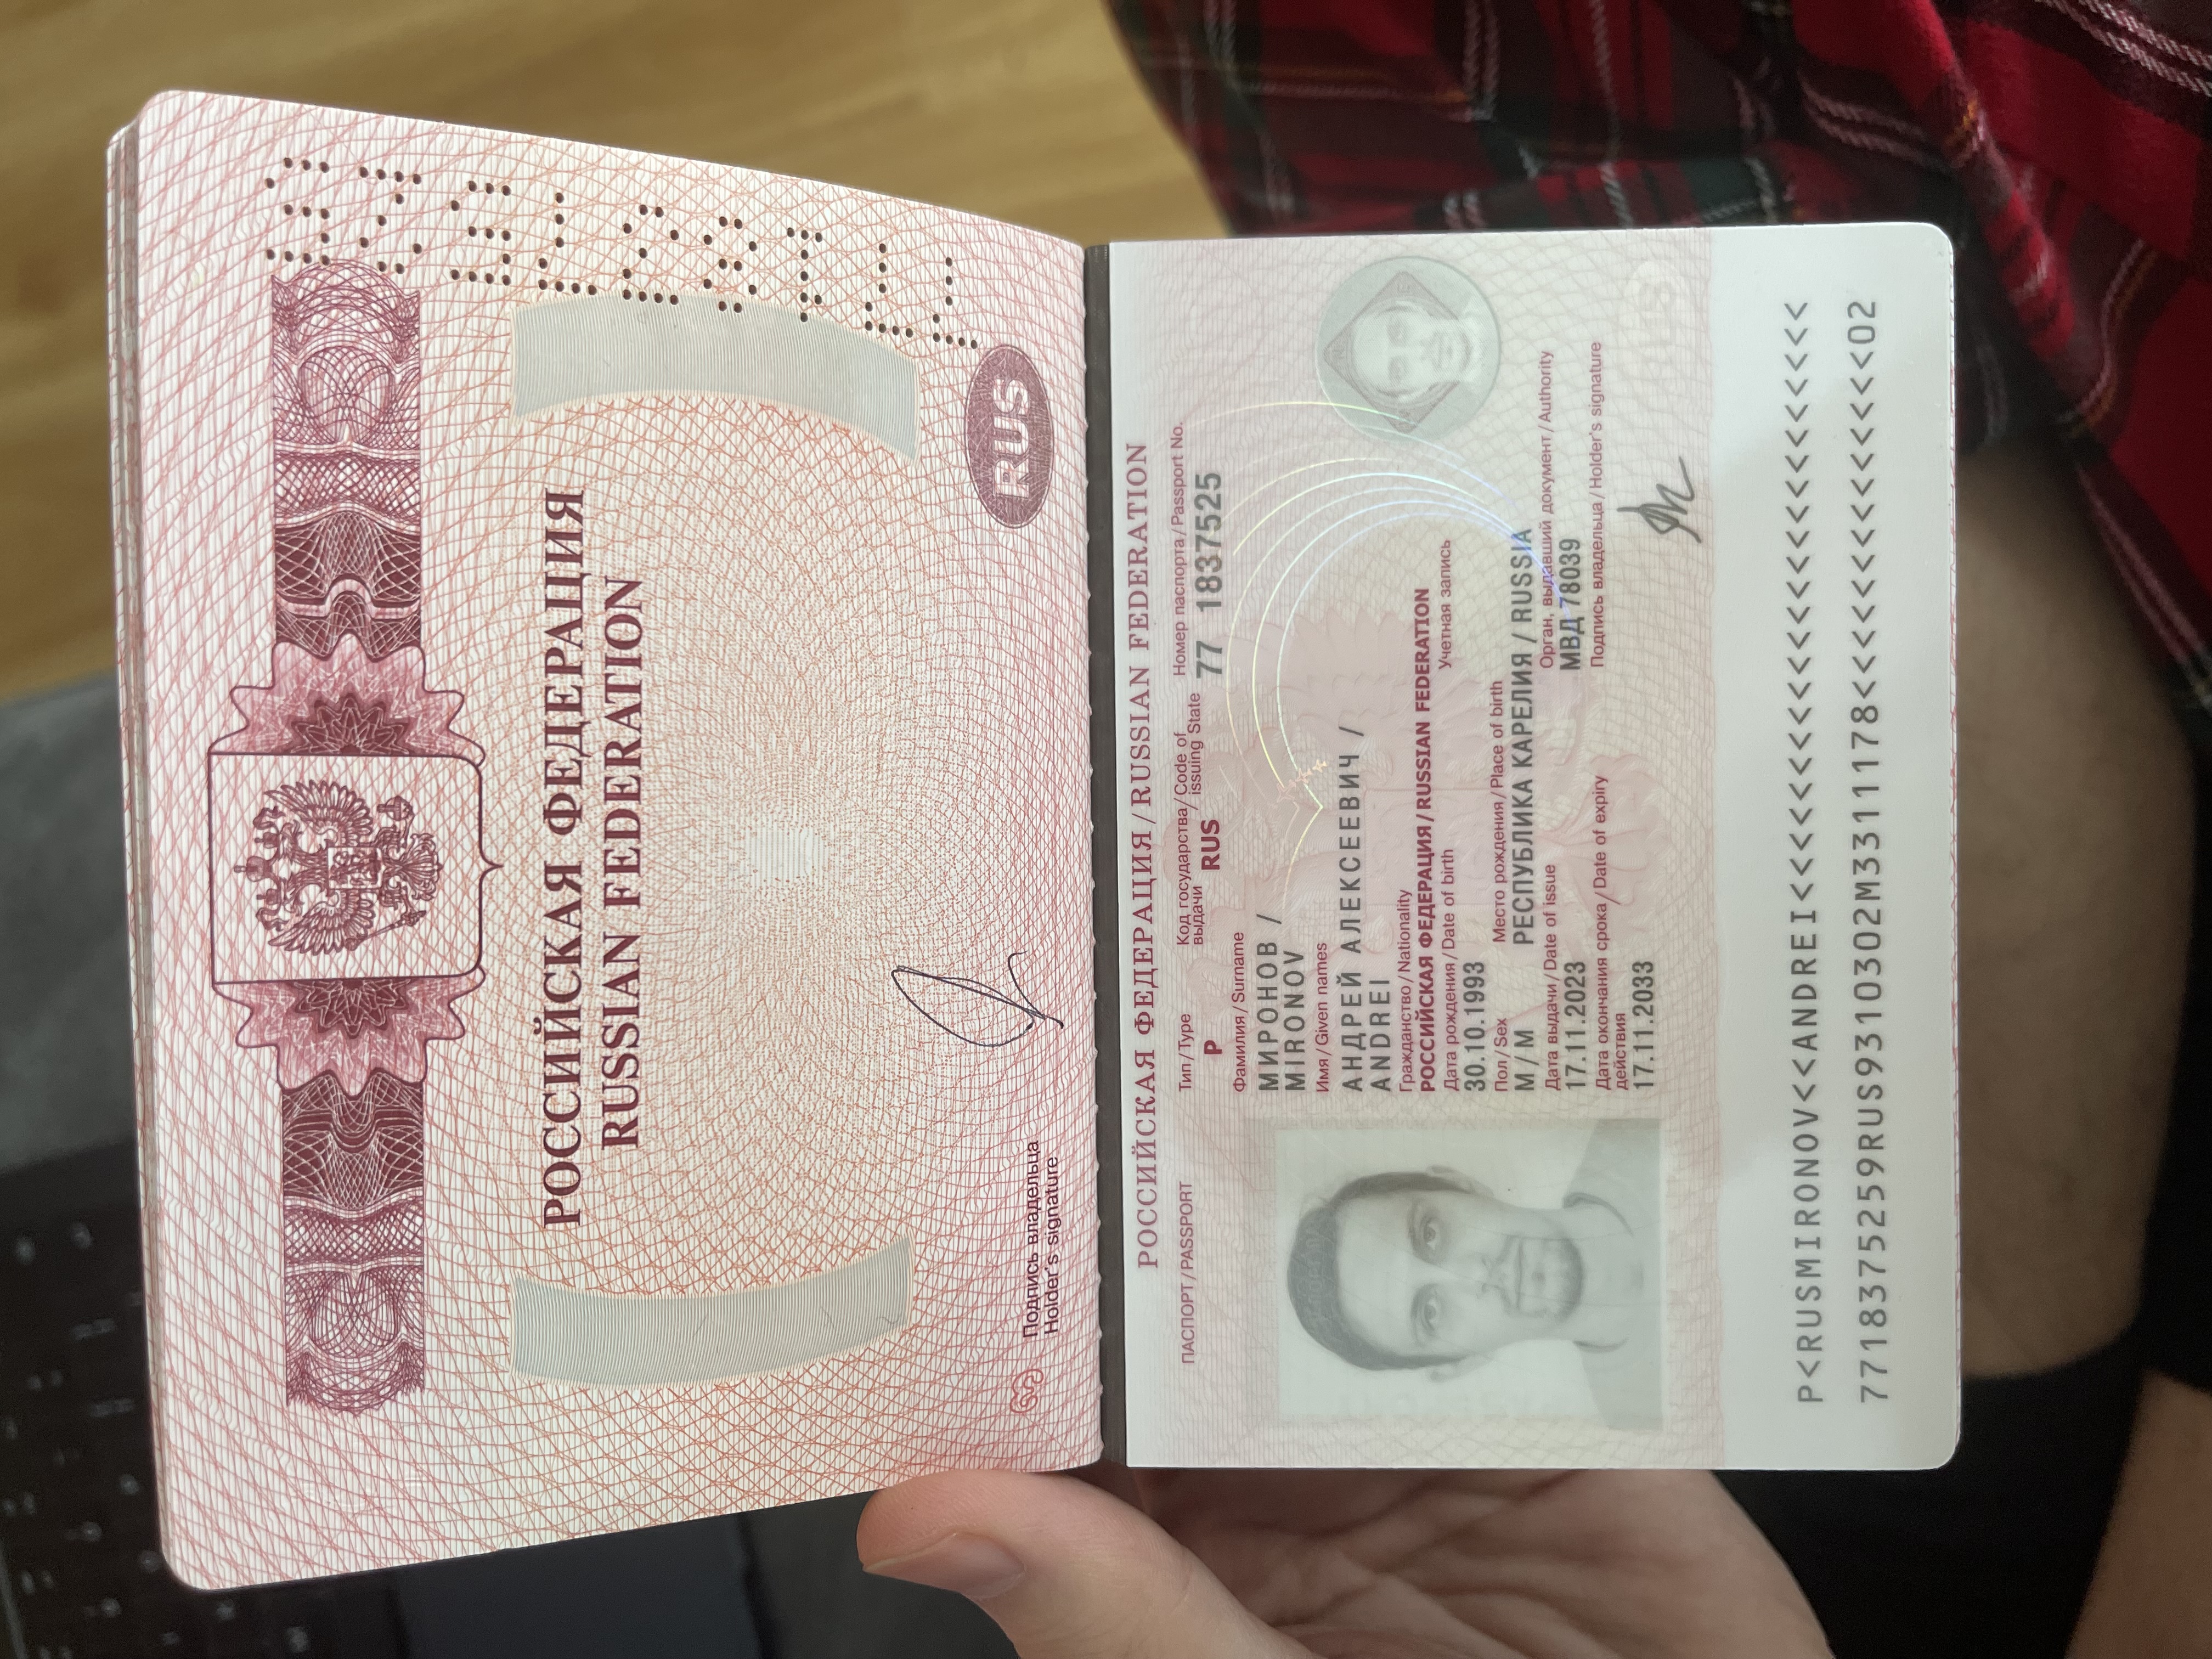 РОССИЙСКАЯ ФЕДЕРАЦИЯ
RUSSIAN FEDERATION
Подпись владельца
Holder's signature
RUS
РОССИЙСКАЯ ФЕДЕРАЦИЯ/RUSSIAN FEDERATION
ПАСПОРТ/PASSPORT
Тип/Type
Код государства/Code of
выдачи issuing State
Номер паспорта/Passport No.
P
RUS
77 1837525
Фамилия/Surname
МИРОНОВ /
MIRONOV
Имя/Given names
АНДРЕЙ АЛЕКСЕЕВИЧ /
ANDREI
Гражданство/Nationality
РОССИЙСКАЯ ФЕДЕРАЦИЯ/RUSSIAN FEDERATION
Дата рождения/Date of birth
Учетная запись
30.10.1993
Пол/Sex
Место рождения/Place of birth
М/M
РЕСПУБЛИКА КАРЕЛИЯ / RUSSIA
Дата выдачи/Date of issue
Орган, выдавший документ/Authority
17.11.2023
МВД 78039
Дата окончания срока/Date of expiry
действия
Подпись владельца/Holder's signature
17.11.2033
P<RUSMIRONOV<<ANDREI<<<<<<<<<<<<<<<<<<<<<<<<
7718375259RUS9310302M3311178<<<<<<<<<<<<<<02